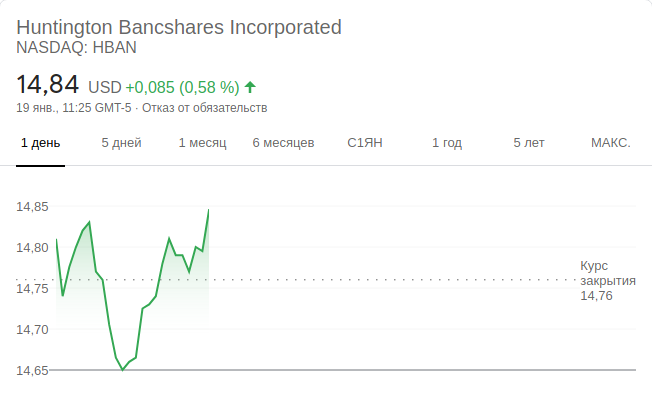 Huntington Bancshares Incorporated
NASDAQ: HBAN
14,84 USD +0,085 (0,58 %)
19 янв., 11:25 GMT-5 · Отказ от обязательств
1 день 5 дней 1 месяц 6 месяцев С1ЯН 1 год 5 лет МАКС.
14,85
14,80
Курс
закрытия
14,75
14,76
14,70
14,65